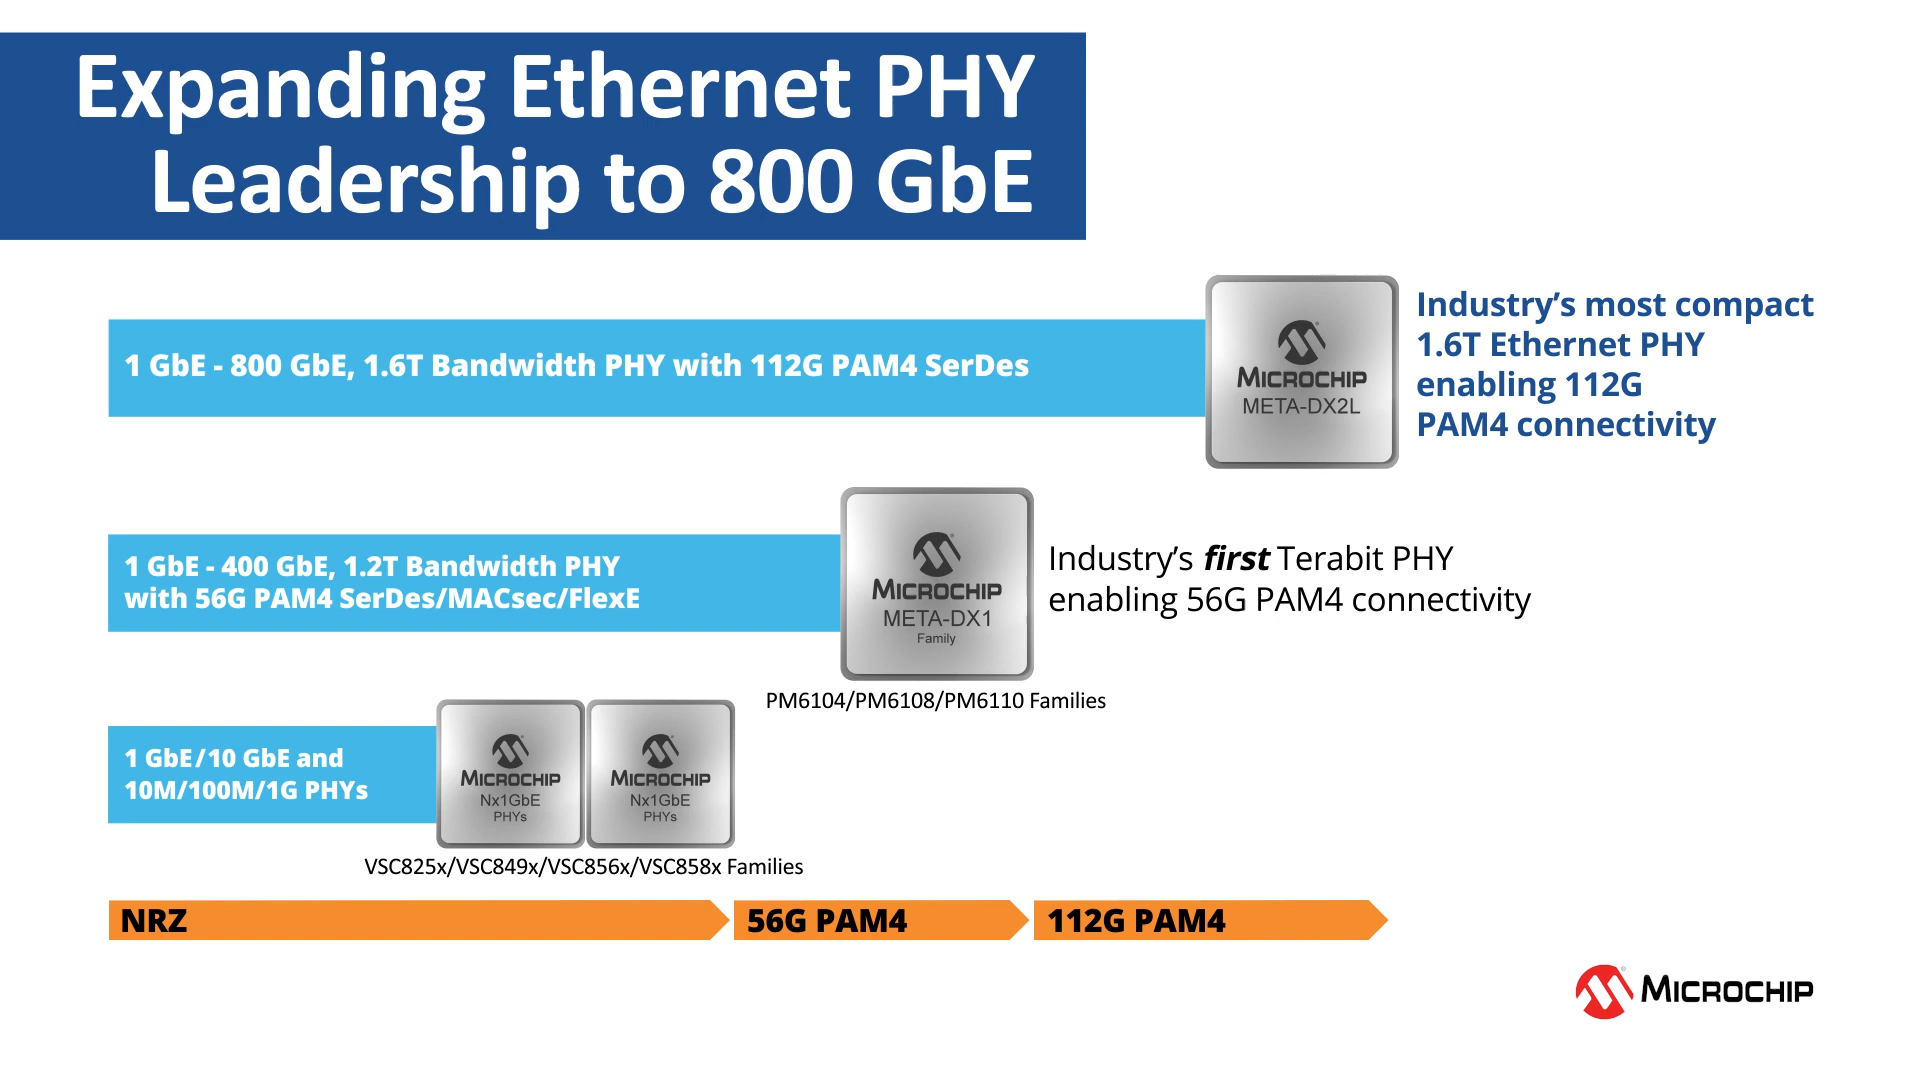 Expanding Ethernet PHY
Leadership to 800 GbE
1 GbE - 800 GbE, 1.6T Bandwidth PHY with 112G PAM4 SerDes
MICROCHIP
META-DX2L
Industry’s most compact
1.6T Ethernet PHY
enabling 112G
PAM4 connectivity
1 GbE - 400 GbE, 1.2T Bandwidth PHY
with 56G PAM4 SerDes/MACsec/FlexE
MICROCHIP
META-DX1
Family
Industry’s first Terabit PHY
enabling 56G PAM4 connectivity
PM6104/PM6108/PM6110 Families
1 GbE/10 GbE and
10M/100M/1G PHYs
MICROCHIP
Nx1GbE
PHYs
MICROCHIP
Nx1GbE
PHYs
VSC825x/VSC849x/VSC856x/VSC858x Families
NRZ
56G PAM4
112G PAM4
MICROCHIP